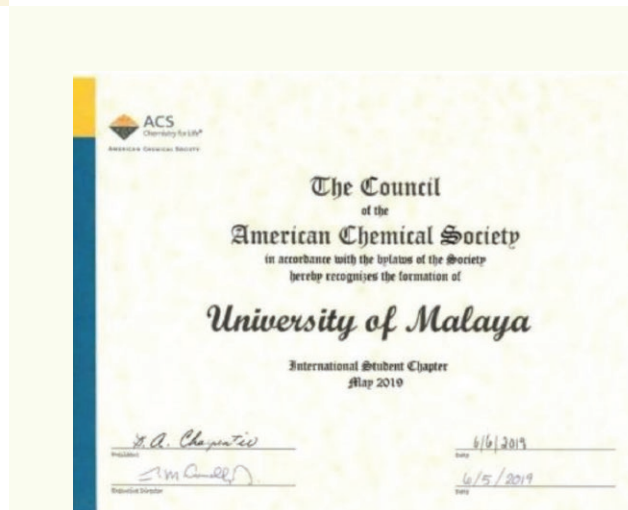 ACS
Chemistry for Life®
AMERICAN CHEMICAL SOCIETY
The Council
of the
American Chemical Society
in accordance with the bylaws of the Society
hereby recognizes the formation of
University of Malaya
International Student Chapter
May 2019
6/6/2019
President
Date
6/5/2019
Executive Director
Date